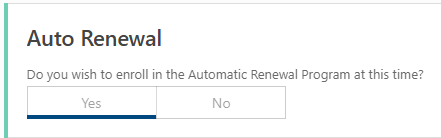 Auto Renewal
Do you wish to enroll in the Automatic Renewal Program at this time?
Yes No